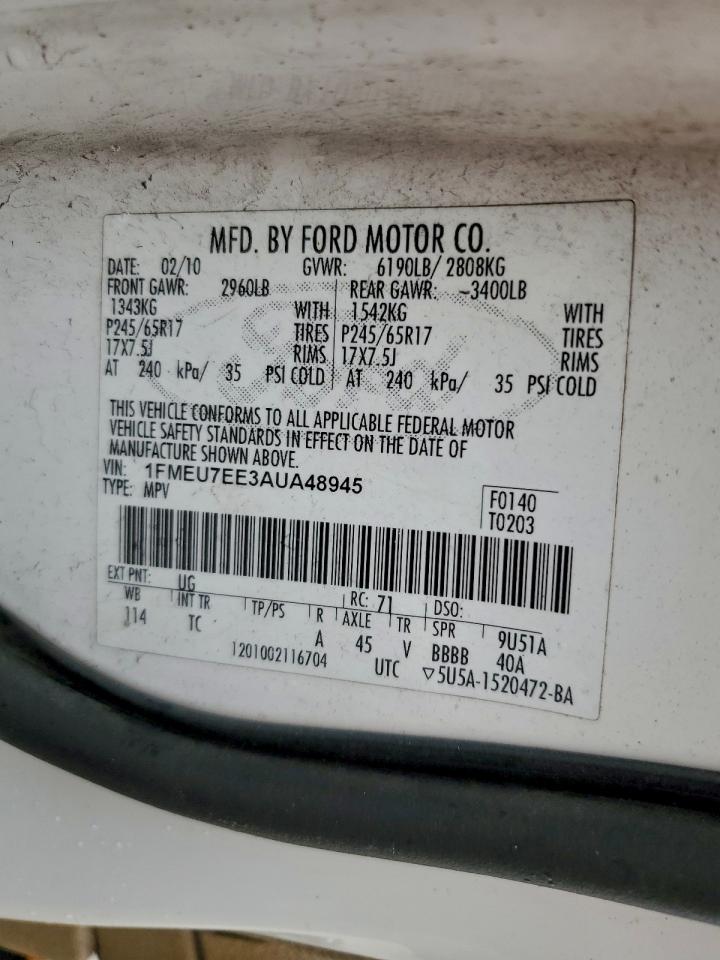 MFD. BY FORD MOTOR CO.
DATE: 02/10 GVWR: 6190LB/ 2808KG
FRONT GAWR: 2960LB REAR GAWR: ~3400LB
1343KG WITH 1542KG WITH
P245/65R17 TIRES P245/65R17 TIRES
17X7.5J RIMS 17X7.5J RIMS
AT 240 kPa/ 35 PSI COLD AT 240 kPa/ 35 PSI COLD
Ford
THIS VEHICLE CONFORMS TO ALL APPLICABLE FEDERAL MOTOR
VEHICLE SAFETY STANDARDS IN EFFECT ON THE DATE OF
MANUFACTURE SHOWN ABOVE.
VIN: 1FMEU7EE3AUA48945
TYPE: MPV
F0140
T0203
EXT PNT: UG RC: 71 DSO:
WB INT TR TP/PS R AXLE TR SPR 9U51A
114 TC A 45 V BBBB 40A
1201002116704 UTC ▽5U5A-1520472-BA